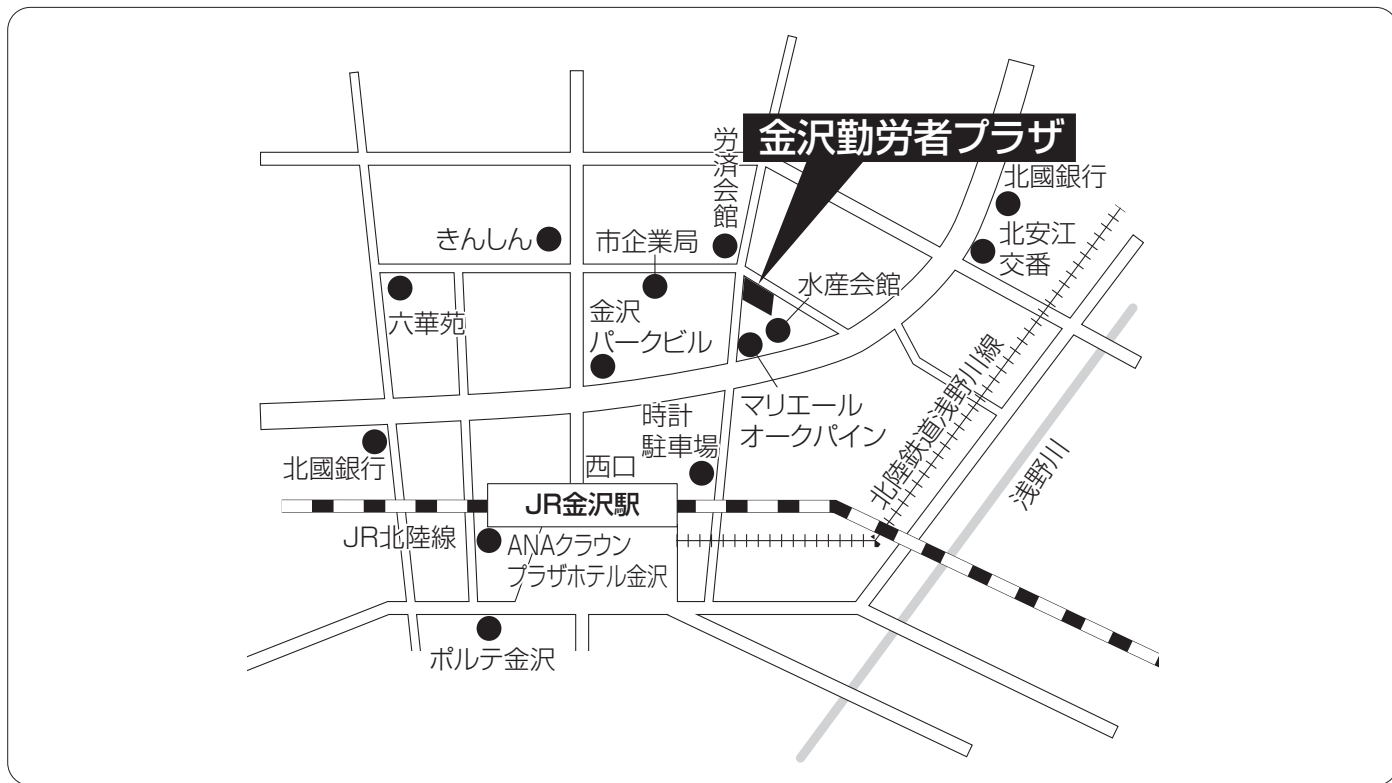 金沢勤労者プラザ
労済会館
北國銀行
きんしん
市企業局
北安江
交番
水産会館
六華苑
金沢
パークビル
マリエール
オークパイン
北陸鉄道浅野川線
浅野川
時計
駐車場
北國銀行
西口
JR金沢駅
JR北陸線
ANAクラウン
プラザホテル金沢
ポルテ金沢